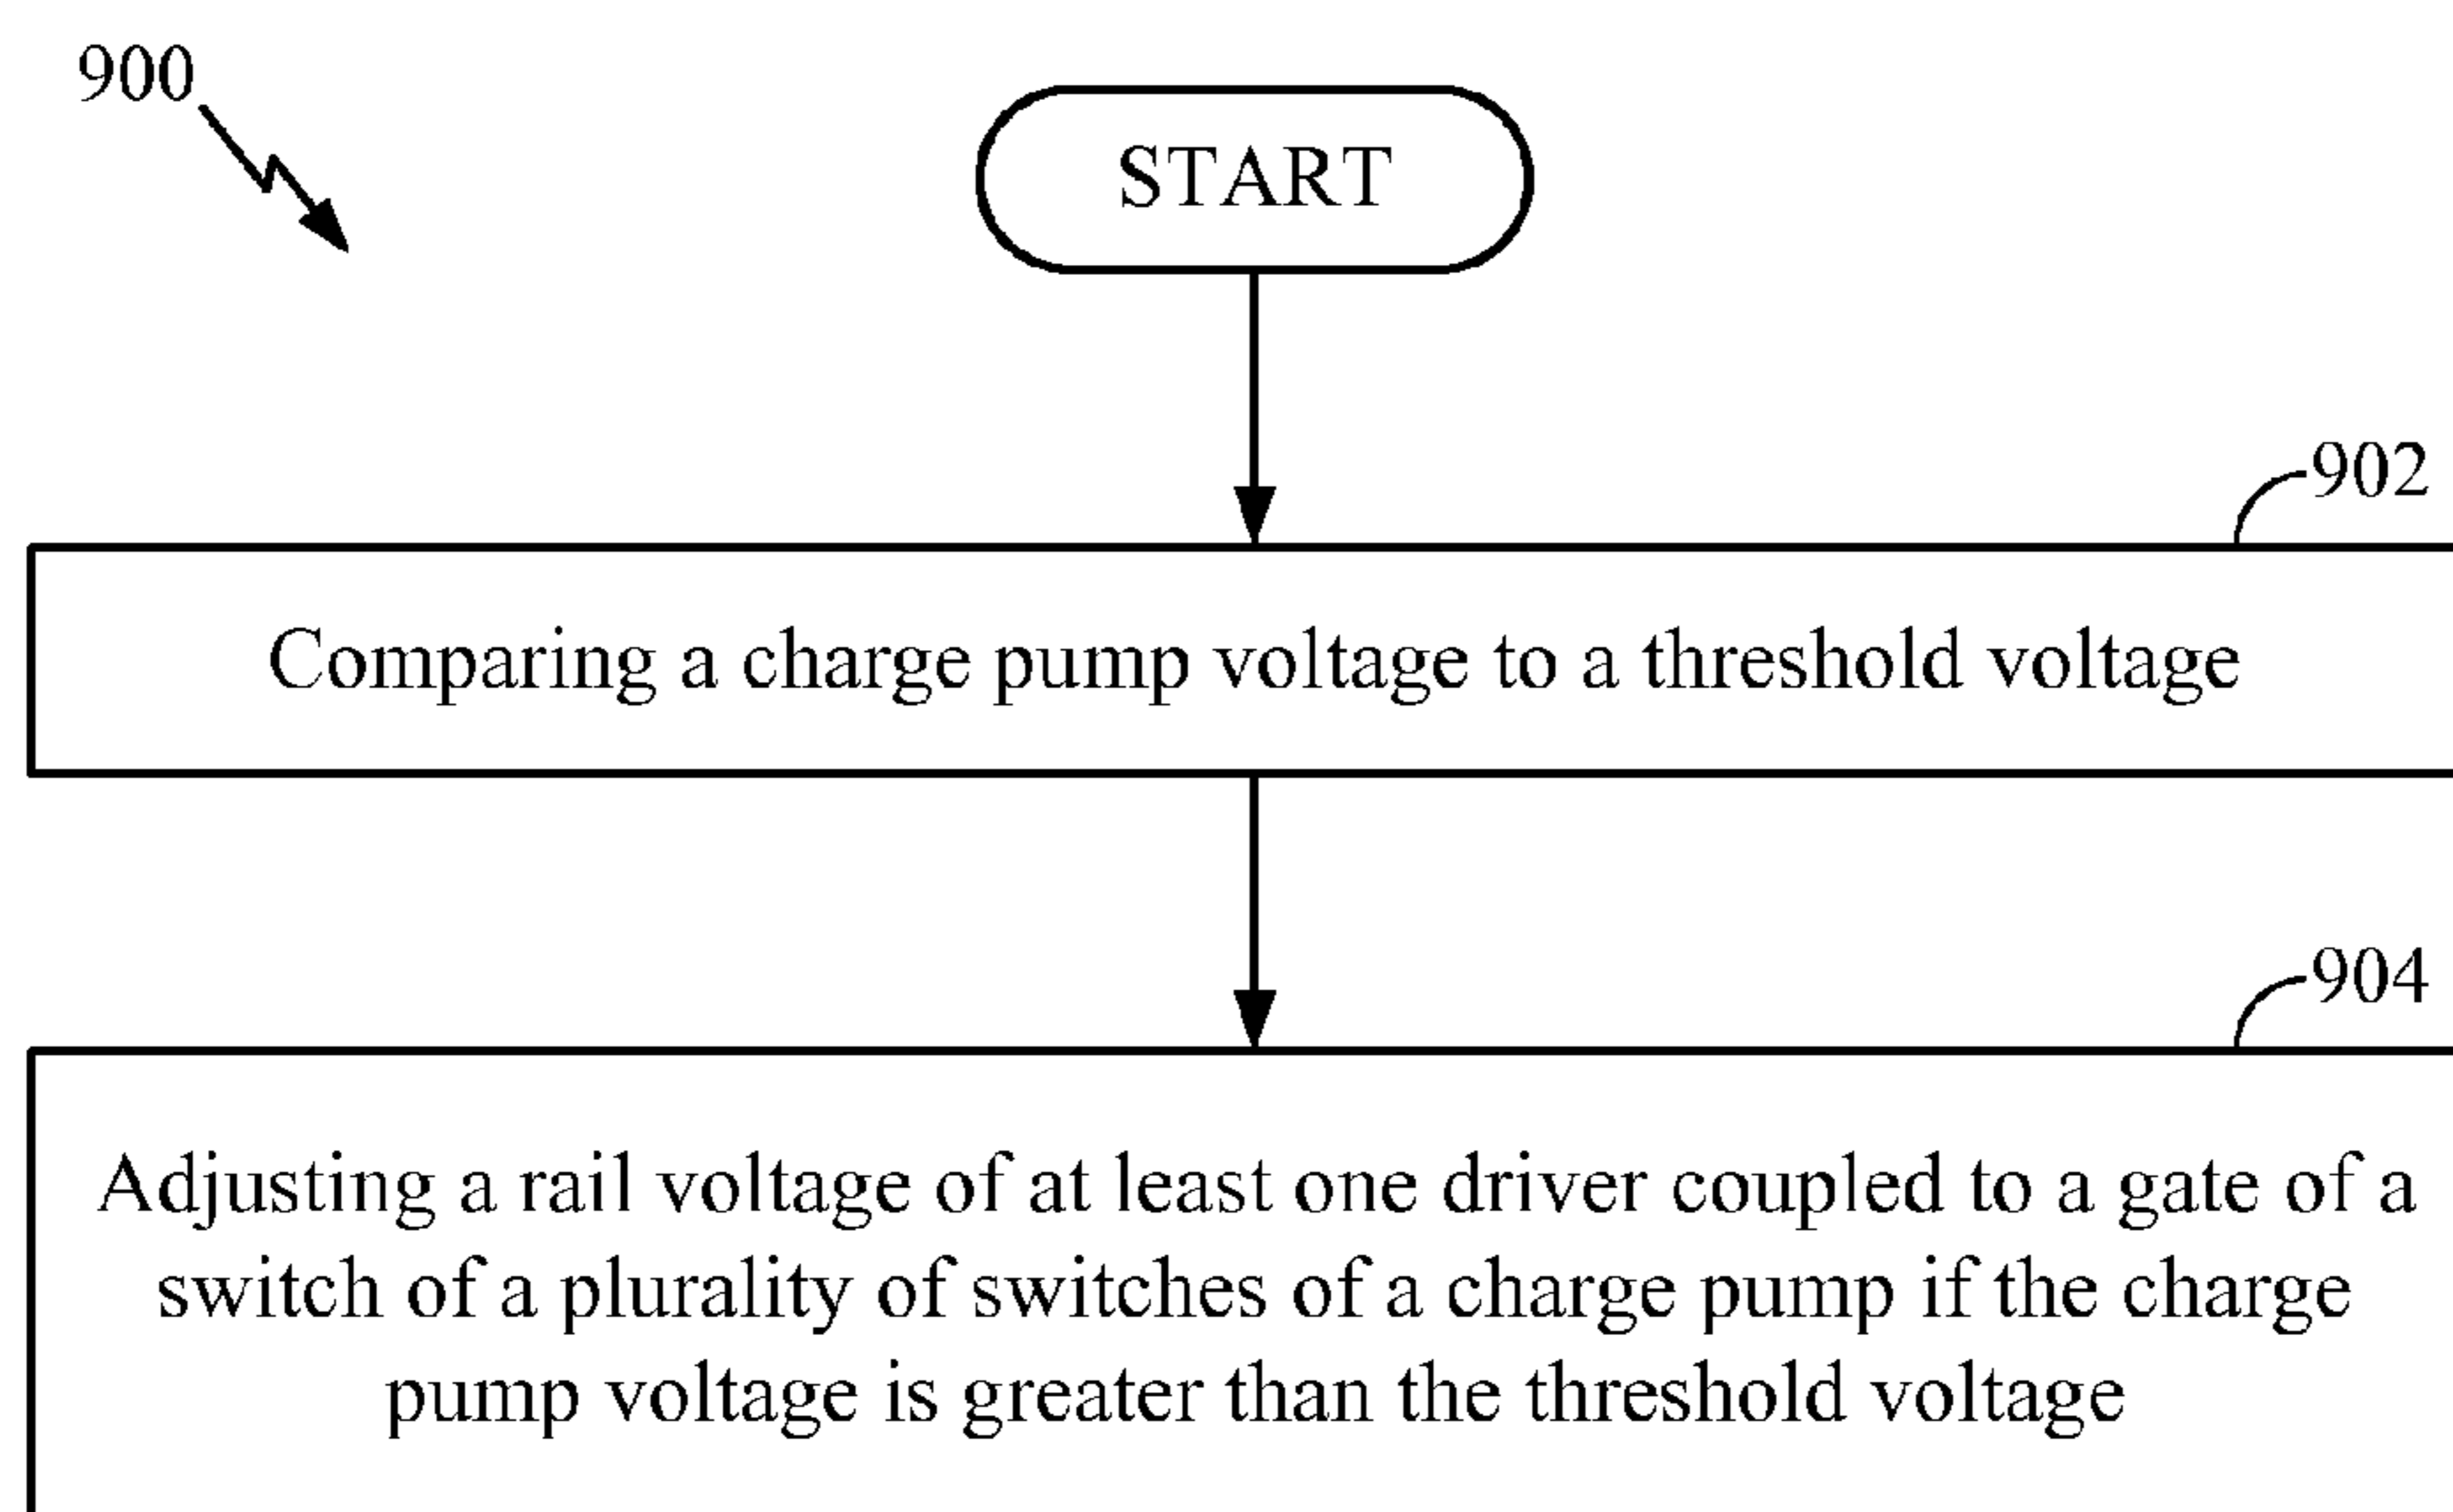 900
START
902
Comparing a charge pump voltage to a threshold voltage
904
Adjusting a rail voltage of at least one driver coupled to a gate of a
switch of a plurality of switches of a charge pump if the charge
pump voltage is greater than the threshold voltage